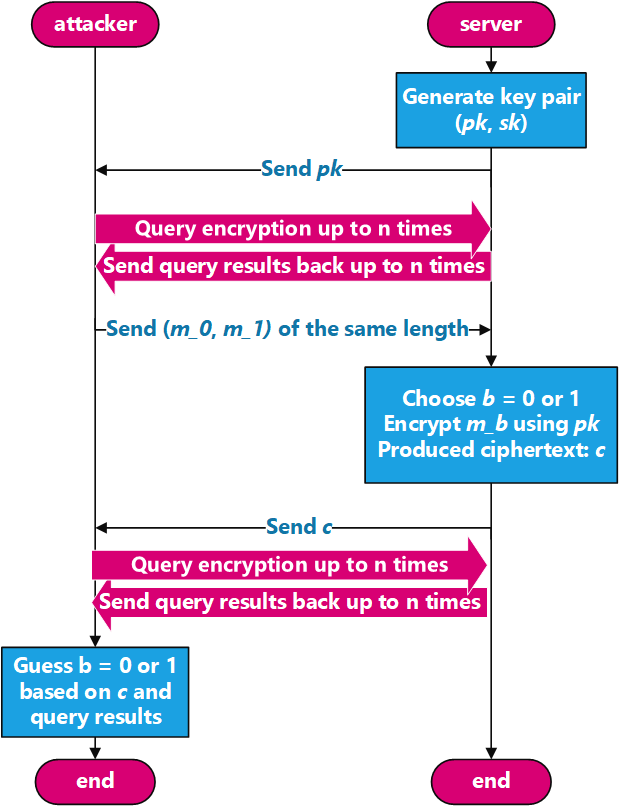 attacker
server
Generate key pair
(pk, sk)
Send pk
Query encryption up to n times
Send query results back up to n times
Send (m_0, m_1) of the same length
Choose b = 0 or 1
Encrypt m_b using pk
Produced ciphertext: c
Send c
Query encryption up to n times
Send query results back up to n times
Guess b = 0 or 1
based on c and
query results
end
end